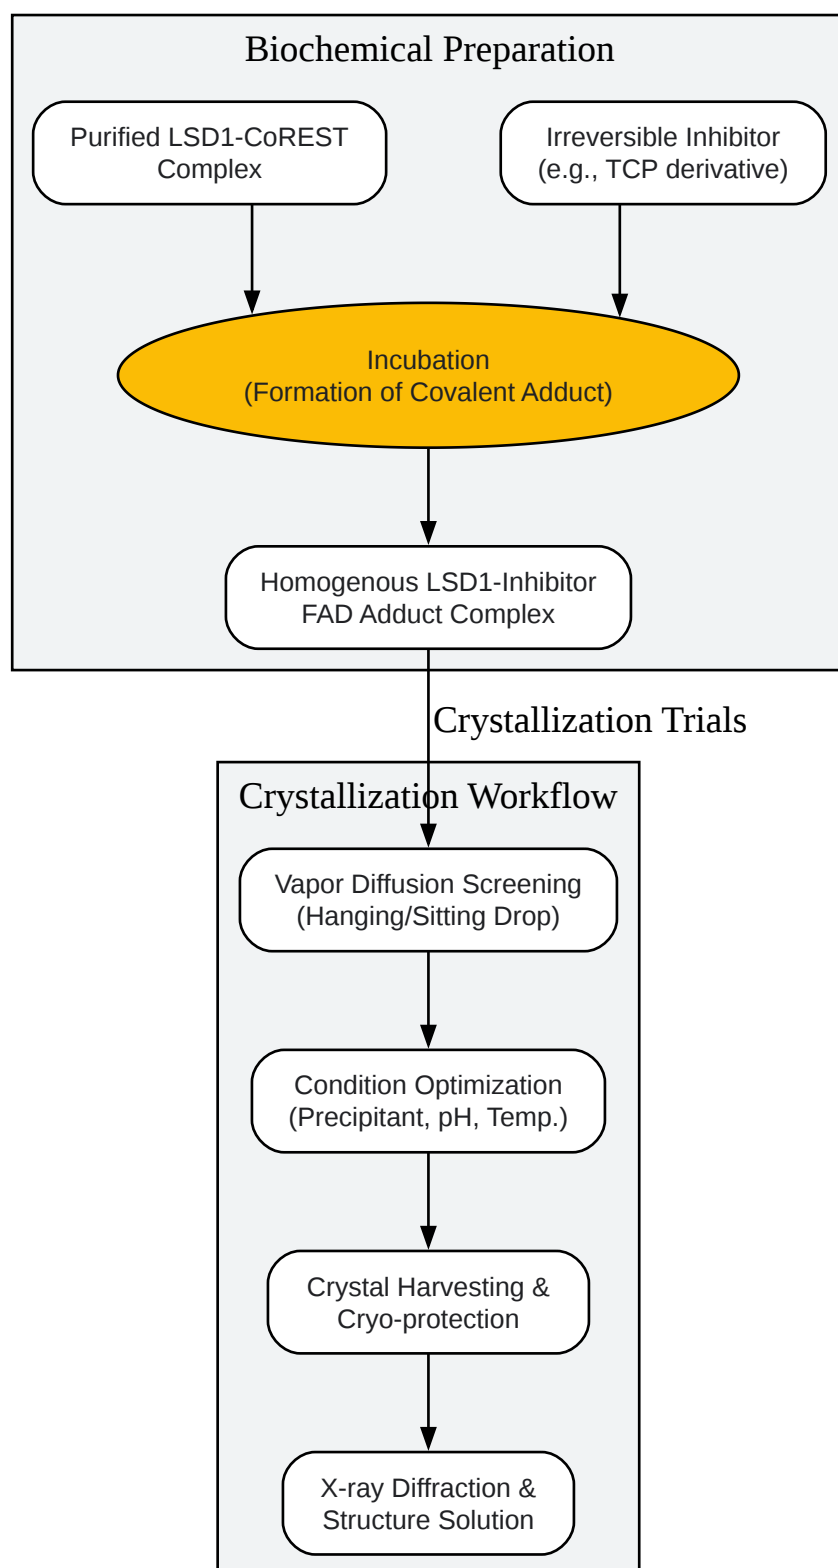 Biochemical Preparation
Purified LSD1-CoREST
Complex
Irreversible Inhibitor
(e.g., TCP derivative)
Incubation
(Formation of Covalent Adduct)
Homogenous LSD1-Inhibitor
FAD Adduct Complex
Crystallization Trials
Crystallization Workflow
Vapor Diffusion Screening
(Hanging/Sitting Drop)
Condition Optimization
(Precipitant, pH, Temp.)
Crystal Harvesting &
Cryo-protection
X-ray Diffraction &
Structure Solution